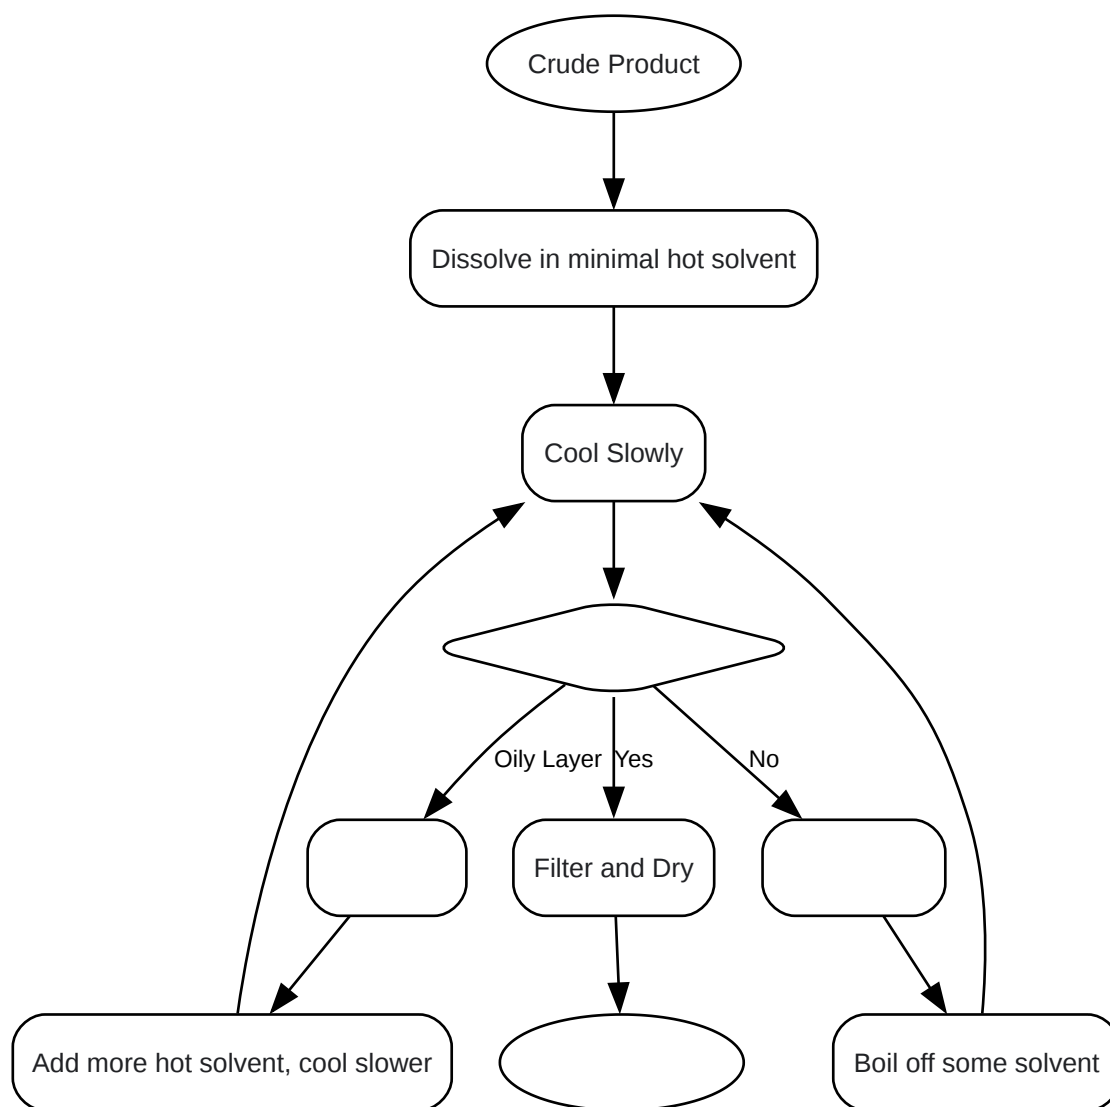 Crude Product
Dissolve in minimal hot solvent
Cool Slowly
Oily Layer
Yes
No
Filter and Dry
Add more hot solvent, cool slower
Boil off some solvent